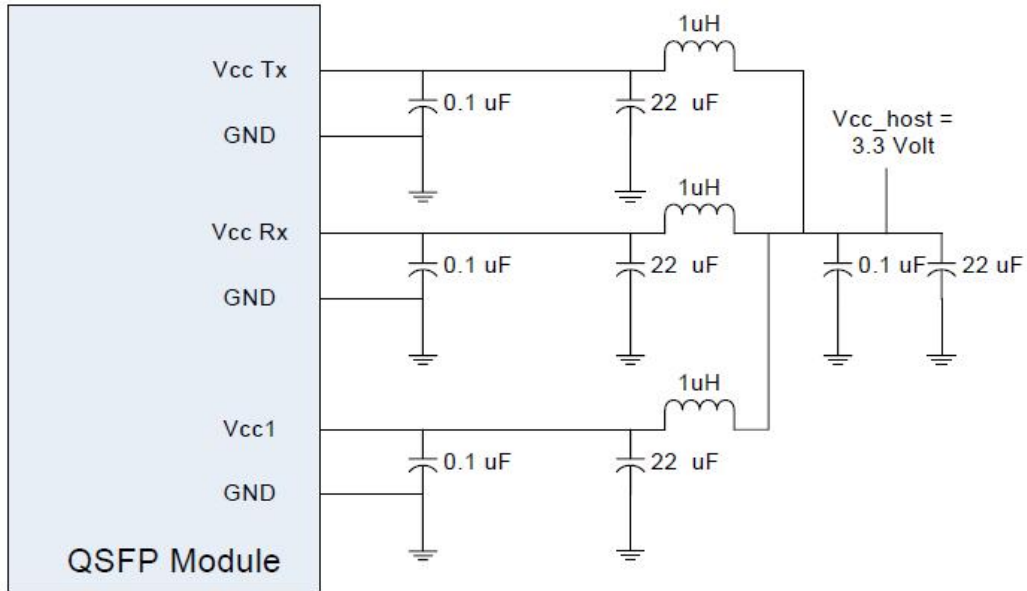 1uH
Vcc Tx
0.1 uF
22 uF
GND
Vcc_host =
3.3 Volt
1uH
Vcc Rx
0.1 uF
22 uF
0.1 uF
22 uF
GND
1uH
Vcc1
0.1 uF
22 uF
GND
QSFP Module